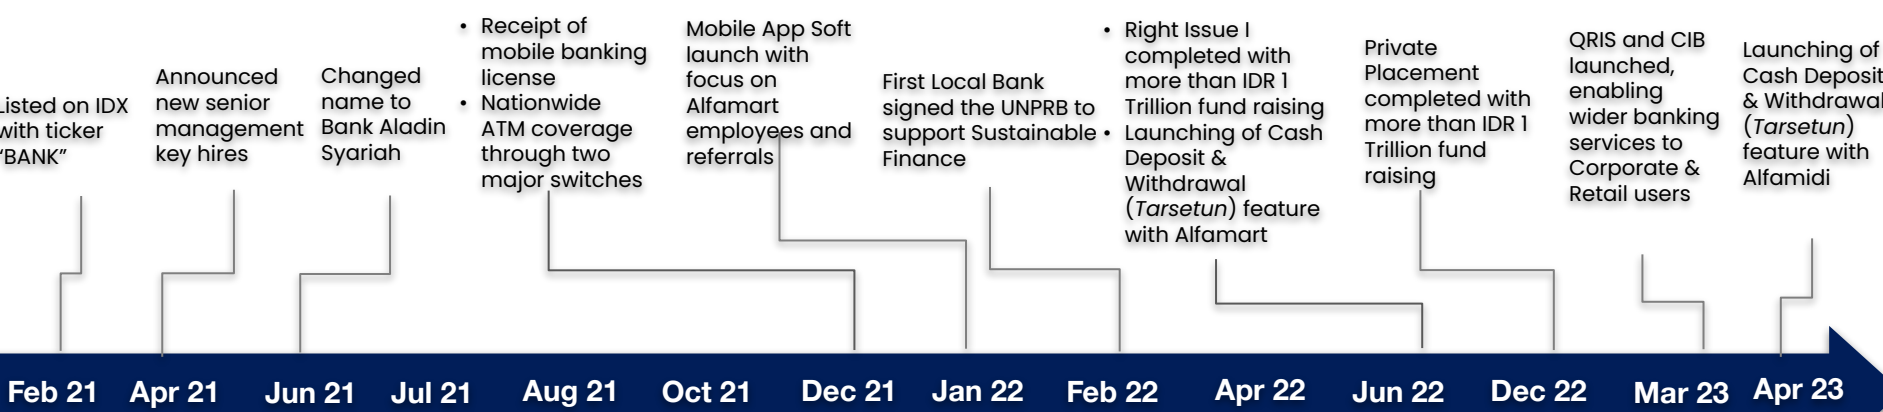 Listed on IDX
with ticker
"BANK"
Announced
new senior
management
key hires
Changed
name to
Bank Aladin
Syariah
• Receipt of
mobile banking
license
• Nationwide
ATM coverage
through two
major switches
Mobile App Soft
launch with
focus on
Alfamart
employees and
referrals
First Local Bank
signed the UNPRB to
support Sustainable
Finance
• Right Issue I
completed with
more than IDR 1
Trillion fund raising
• Launching of Cash
Deposit &
Withdrawal
(Tarsetun) feature
with Alfamart
Private
Placement
completed with
more than IDR 1
Trillion fund
raising
QRIS and CIB
launched,
enabling
wider banking
services to
Corporate &
Retail users
Launching of
Cash Deposit
& Withdrawal
(Tarsetun)
feature with
Alfamidi
Feb 21 Apr 21 Jun 21 Jul 21 Aug 21 Oct 21 Dec 21 Jan 22 Feb 22 Apr 22 Jun 22 Dec 22 Mar 23 Apr 23